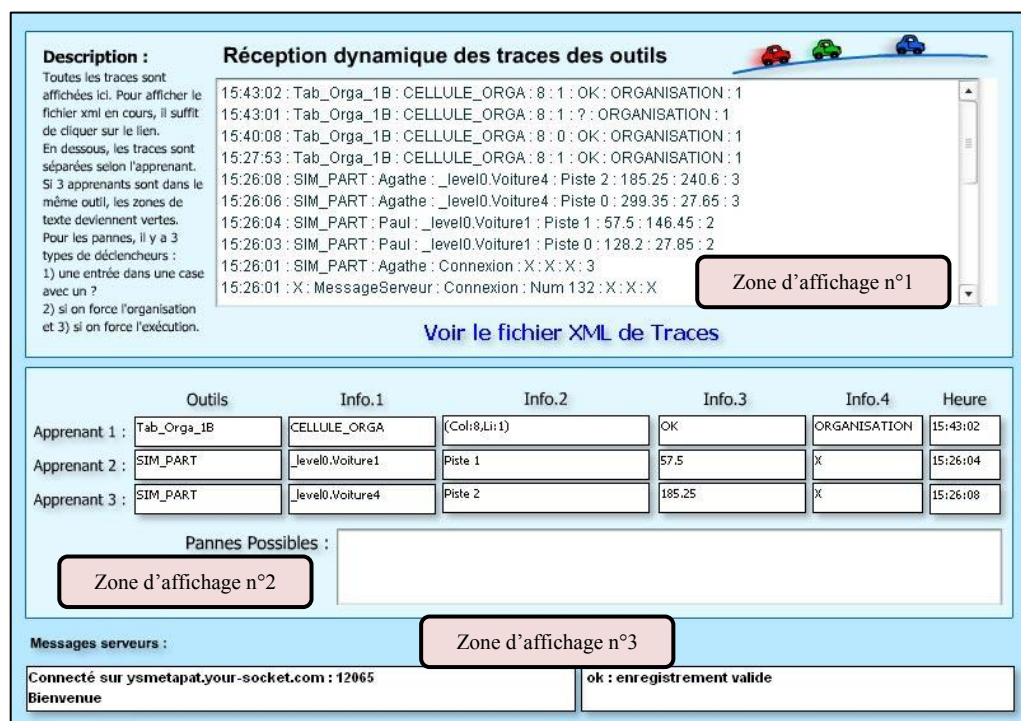 Description :
Toutes les traces sont
affichées ici. Pour afficher le
fichier xml en cours, il suffit
de cliquer sur le lien.
En dessous, les traces sont
séparées selon l'apprenant.
Si 3 apprenants sont dans le
même outil, les zones de
texte deviennent vertes.
Pour les pannes, il y a 3
types de déclencheurs :
1) une entrée dans une case
avec un ?
2) si on force l'organisation
et 3) si on force l'exécution.
Réception dynamique des traces des outils
15:43:02 : Tab_Orga_1B : CELLULE_ORGA : 8 : 1 : OK : ORGANISATION : 1
15:43:01 : Tab_Orga_1B : CELLULE_ORGA : 8 : 1 : ? : ORGANISATION : 1
15:40:08 : Tab_Orga_1B : CELLULE_ORGA : 8 : 0 : OK : ORGANISATION : 1
15:27:53 : Tab_Orga_1B : CELLULE_ORGA : 8 : 1 : OK : ORGANISATION : 1
15:26:08 : SIM_PART : Agathe : _level0.Voiture4 : Piste 2 : 185.25 : 240.6 : 3
15:26:06 : SIM_PART : Agathe : _level0.Voiture4 : Piste 0 : 299.35 : 27.65 : 3
15:26:04 : SIM_PART : Paul : _level0.Voiture1 : Piste 1 : 57.5 : 146.45 : 2
15:26:03 : SIM_PART : Paul : _level0.Voiture1 : Piste 0 : 128.2 : 27.85 : 2
15:26:01 : SIM_PART : Agathe : Connexion : X : X : X : 3
15:26:01 : X : MessageServeur : Connexion : Num 132 : X : X : X
Zone d'affichage n°1
Voir le fichier XML de Traces
Outils Info.1 Info.2 Info.3 Info.4 Heure
Apprenant 1 : Tab_Orga_1B CELLULE_ORGA (Col:8,Li:1) OK ORGANISATION 15:43:02
Apprenant 2 : SIM_PART _level0.Voiture1 Piste 1 57.5 X 15:26:04
Apprenant 3 : SIM_PART _level0.Voiture4 Piste 2 185.25 X 15:26:08
Pannes Possibles :
Zone d'affichage n°2
Zone d'affichage n°3
Messages serveurs :
Connecté sur ysmetapat.your-socket.com : 12065
Bienvenue
ok : enregistrement valide